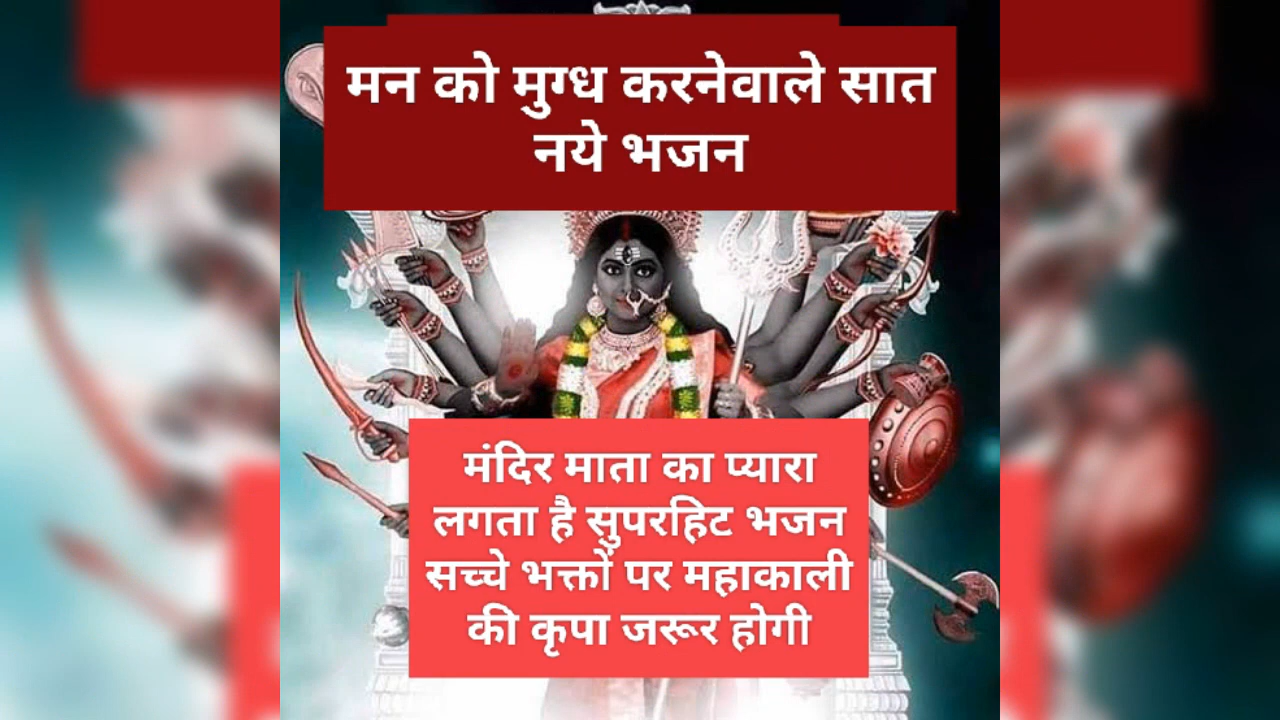 मन को मुग्ध करनेवाले सात
नये भजन
मंदिर माता का प्यारा
लगता है सुपरहिट भजन
सच्चे भक्तों पर महाकाली
की कृपा जरूर होगी